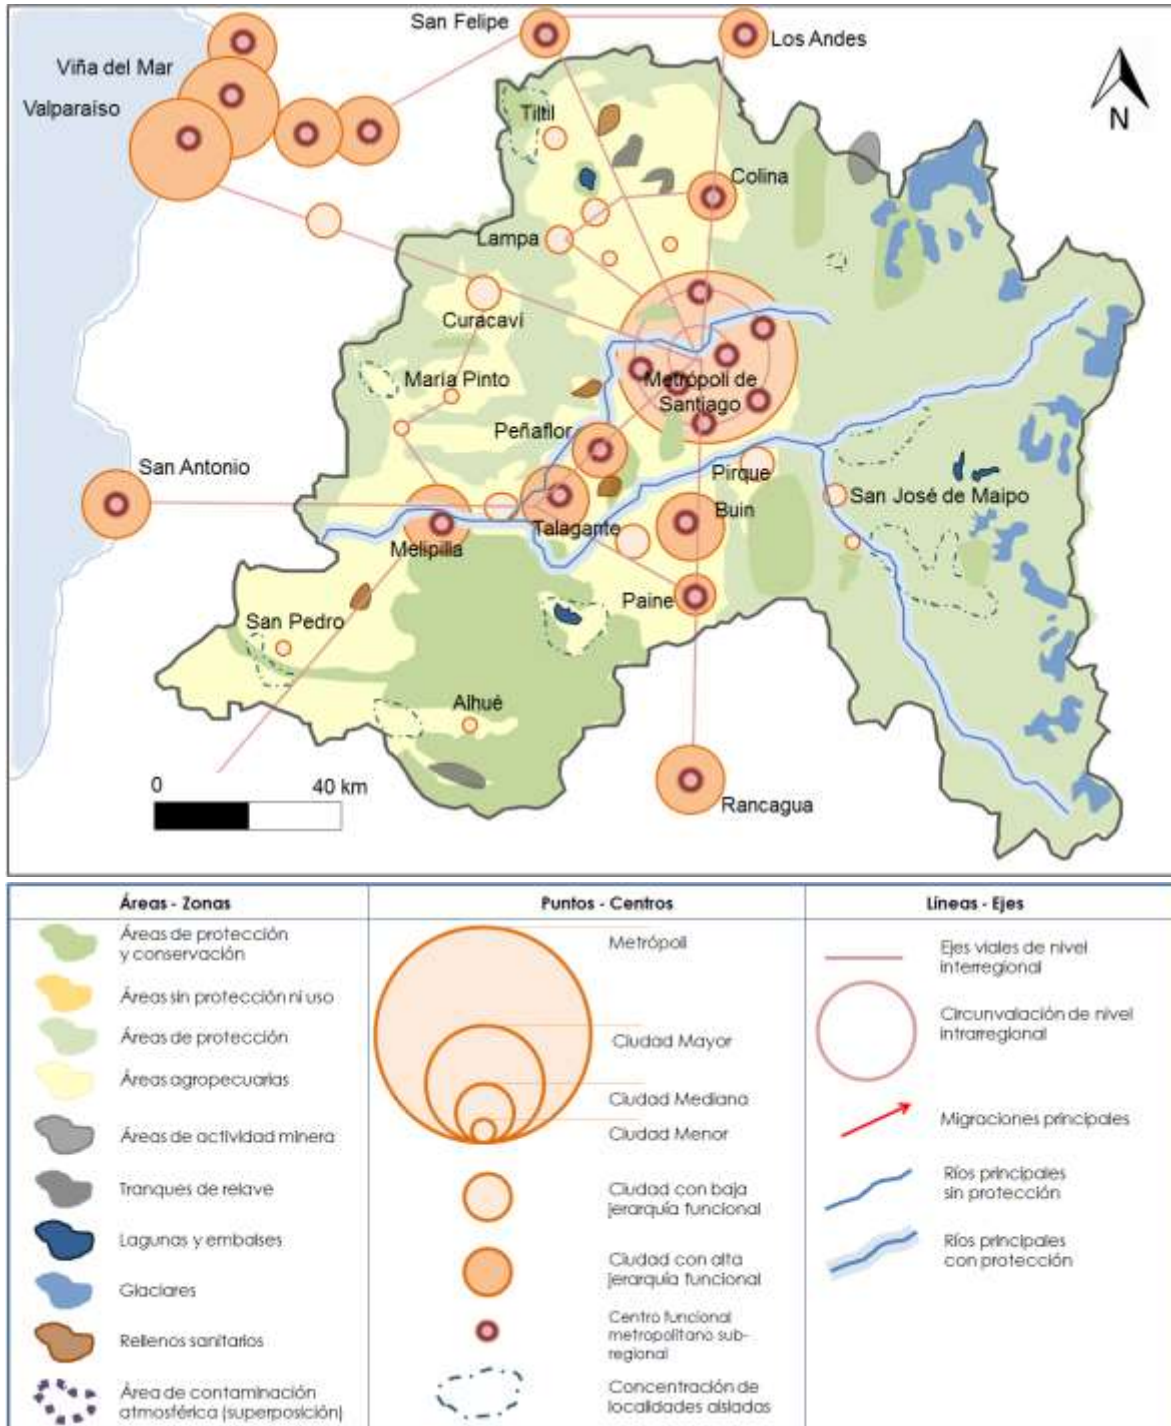 San Felipe
Los Andes
Viña del Mar
Valparaíso
N
Tiltil
Colina
Lampa
Curacaví
María Pinto
Metrópoli de
Santiago
Peñaflor
San Antonio
Pirque
San José de Maipo
Buin
Talagante
Melipilla
Paine
San Pedro
Alhué
0 40 km
Rancagua
Áreas - Zonas
Áreas de protección
y conservación
Áreas sin protección ni uso
Áreas de protección
Áreas agropecuarias
Áreas de actividad minera
Tranques de relave
Lagunas y embalses
Glaciares
Rellenos sanitarios
Área de contaminación
atmosférica (superposición)
Puntos - Centros
Metrópoli
Ciudad Mayor
Ciudad Mediana
Ciudad Menor
Ciudad con baja
jerarquía funcional
Ciudad con alta
jerarquía funcional
Centro funcional
metropolitano sub-
regional
Concentración de
localidades aisladas
Líneas - Ejes
Ejes viales de nivel
interregional
Circunvalación de nivel
intrarregional
Migraciones principales
Ríos principales
sin protección
Ríos principales
con protección